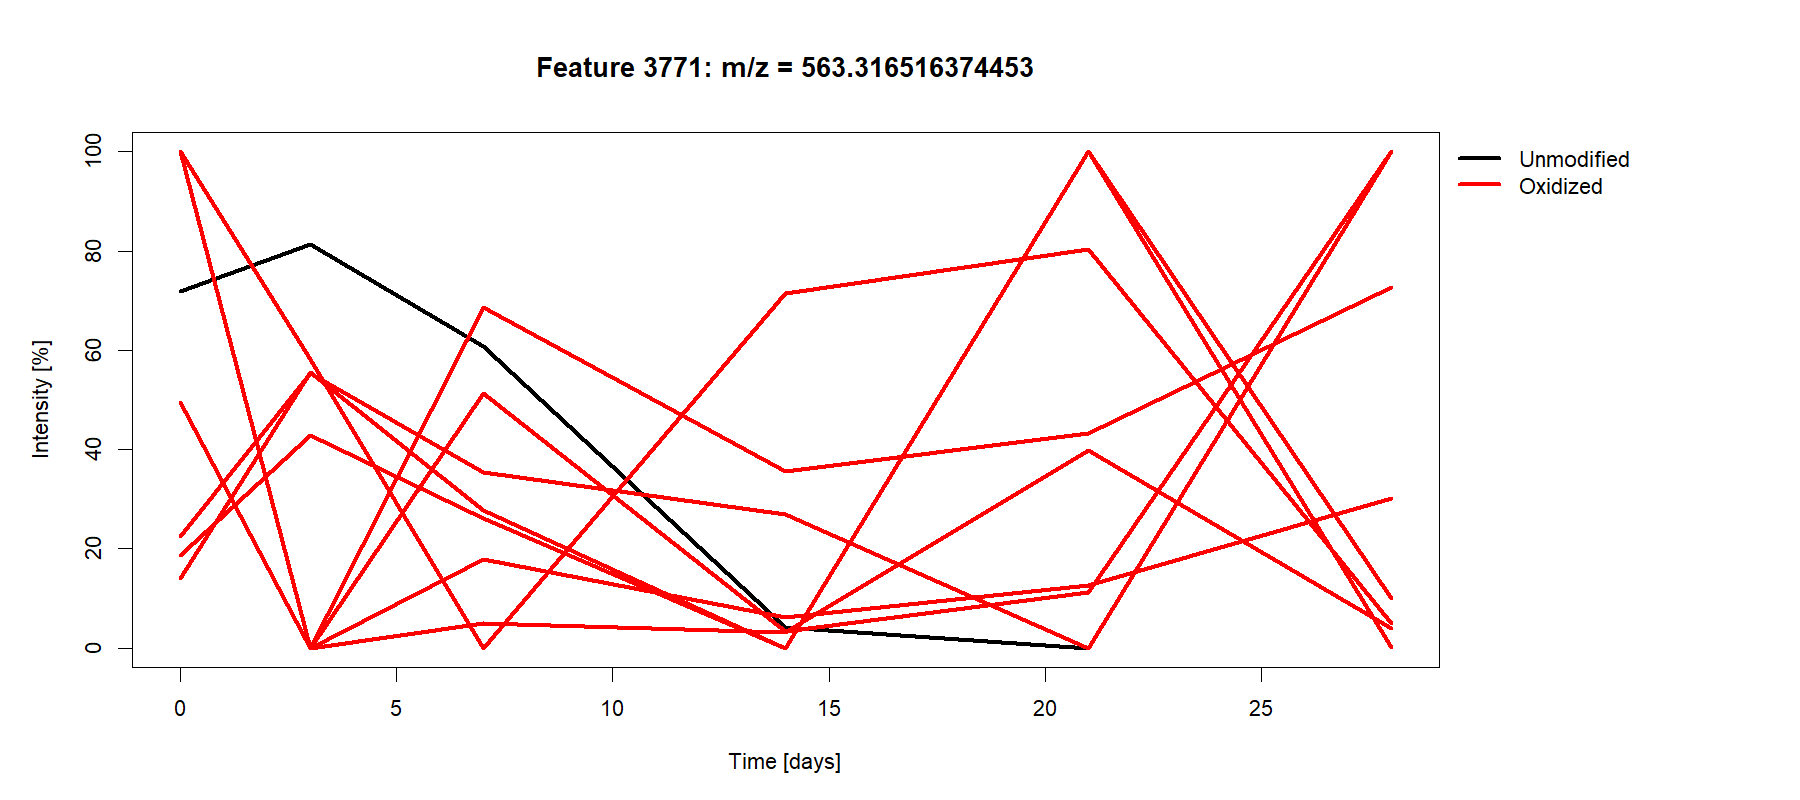 Feature 3771: m/z = 563.316516374453
Unmodified
Oxidized
Intensity [%]
100
80
60
40
20
0
0 5 10 15 20 25
Time [days]